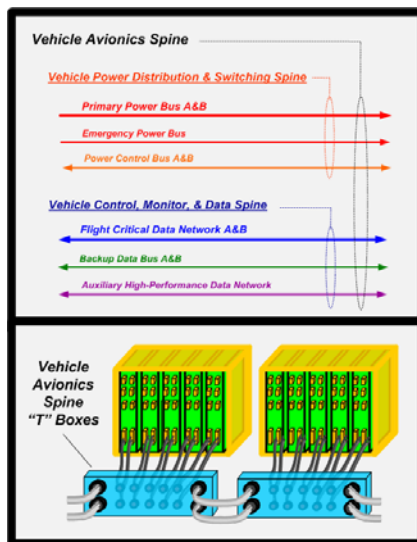 Vehicle Avionics Spine
Vehicle Power Distribution & Switching Spine
Primary Power Bus A&B
Emergency Power Bus
Power Control Bus A&B
Vehicle Control, Monitor, & Data Spine
Flight Critical Data Network A&B
Backup Data Bus A&B
Auxiliary High-Performance Data Network
Vehicle
Avionics
Spine
“T” Boxes